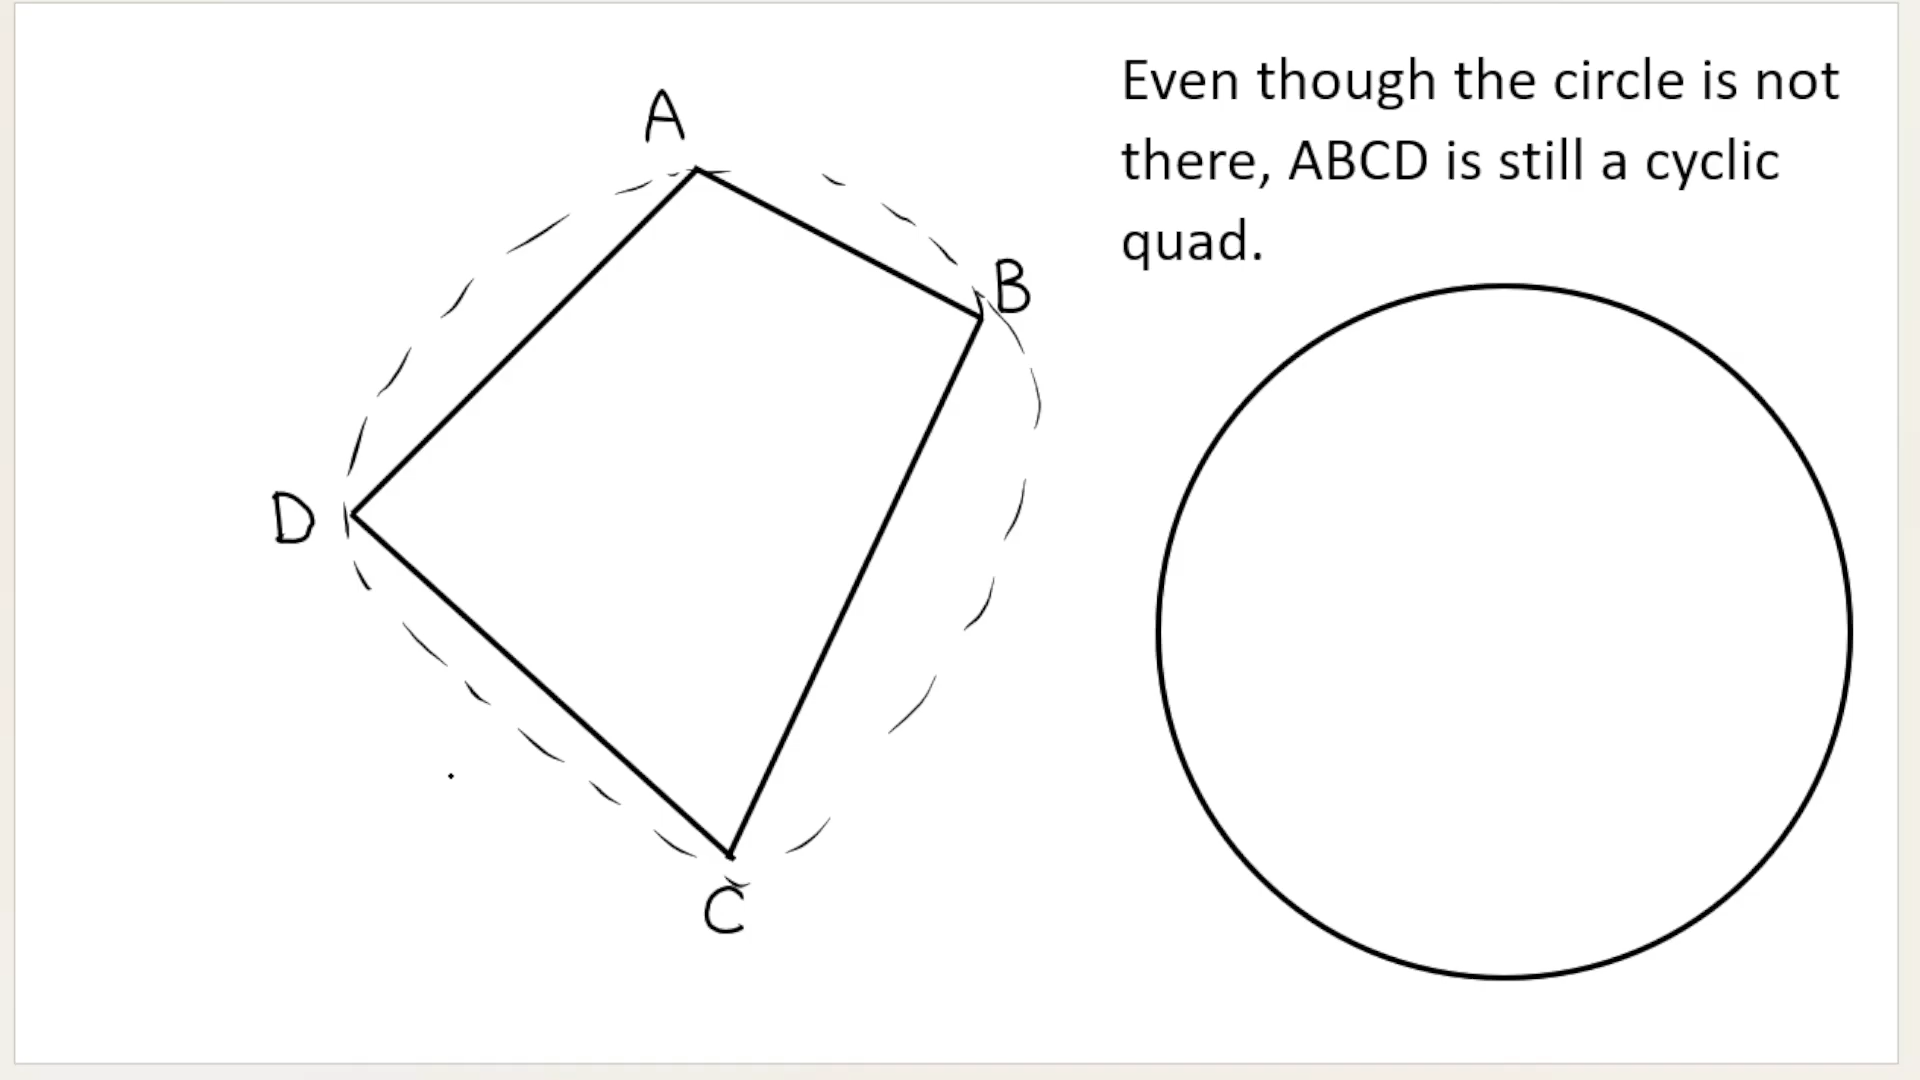 Even though the circle is not
there, ABCD is still a cyclic
quad.
A
B
D
C